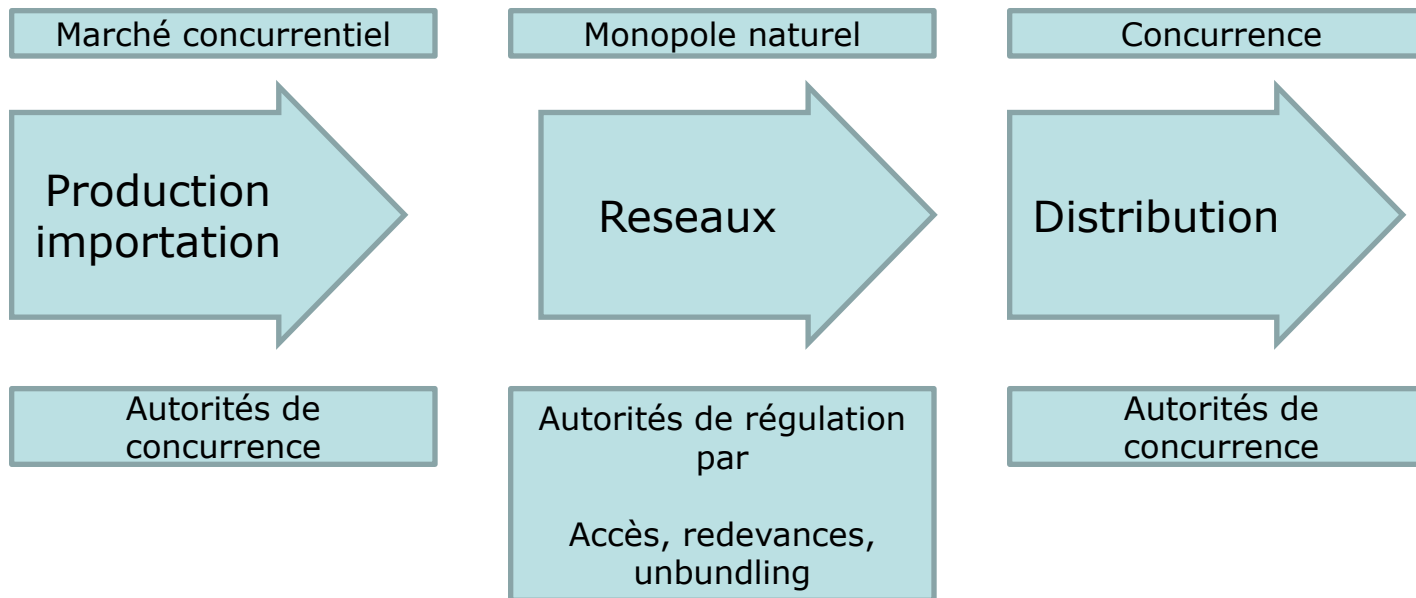 Marché concurrentiel
Monopole naturel
Concurrence
Production
importation
Reseaux
Distribution
Autorités de
concurrence
Autorités de régulation
par
Accès, redevances,
unbundling
Autorités de
concurrence